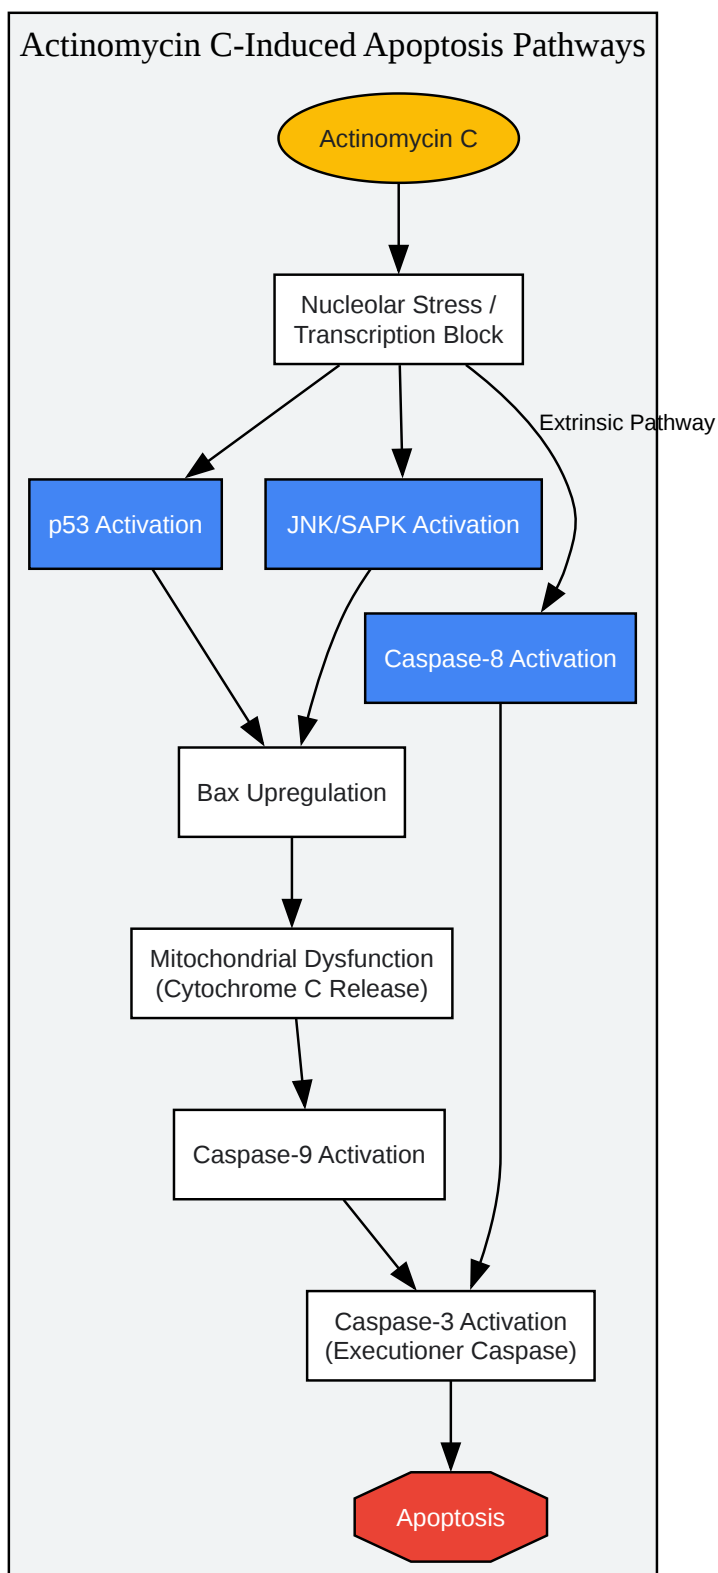 Actinomycin C-Induced Apoptosis Pathways
Actinomycin C
Nucleolar Stress /
Transcription Block
Extrinsic Pathway
p53 Activation
JNK/SAPK Activation
Caspase-8 Activation
Bax Upregulation
Mitochondrial Dysfunction
(Cytochrome C Release)
Caspase-9 Activation
Caspase-3 Activation
(Executioner Caspase)
Apoptosis